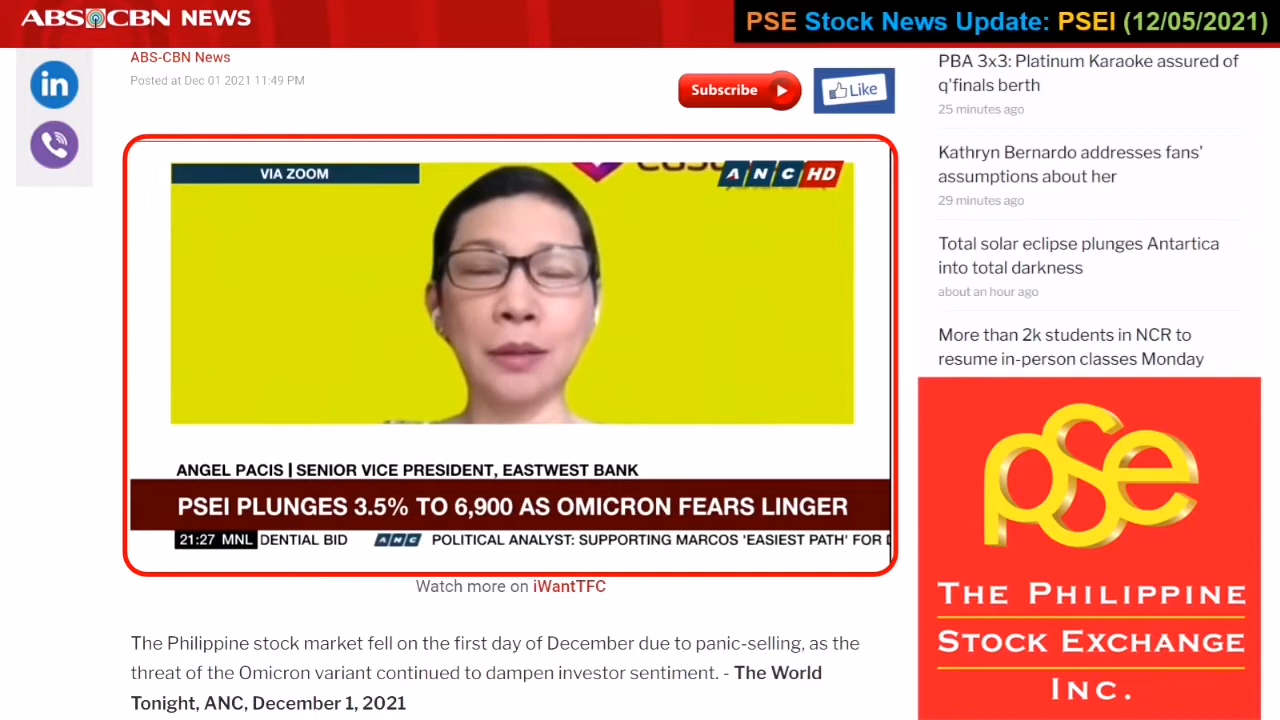 ABS-CBN NEWS
PSE Stock News Update: PSEI (12/05/2021)
ABS-CBN News
Posted at Dec 01 2021 11:49 PM
Subscribe
Like
in
VIA ZOOM
ANC HD
ANGEL PACIS | SENIOR VICE PRESIDENT, EASTWEST BANK
PSEI PLUNGES 3.5% TO 6,900 AS OMICRON FEARS LINGER
21:27 MNL DENTIAL BID ANC POLITICAL ANALYST: SUPPORTING MARCOS 'EASIEST PATH' FOR
Watch more on iWantTFC
The Philippine stock market fell on the first day of December due to panic-selling, as the
threat of the Omicron variant continued to dampen investor sentiment. - The World
Tonight, ANC, December 1, 2021
PBA 3x3: Platinum Karaoke assured of
q'finals berth
25 minutes ago
Kathryn Bernardo addresses fans'
assumptions about her
29 minutes ago
Total solar eclipse plunges Antartica
into total darkness
about an hour ago
More than 2k students in NCR to
resume in-person classes Monday
pse
THE PHILIPPINE
STOCK EXCHANGE
INC.